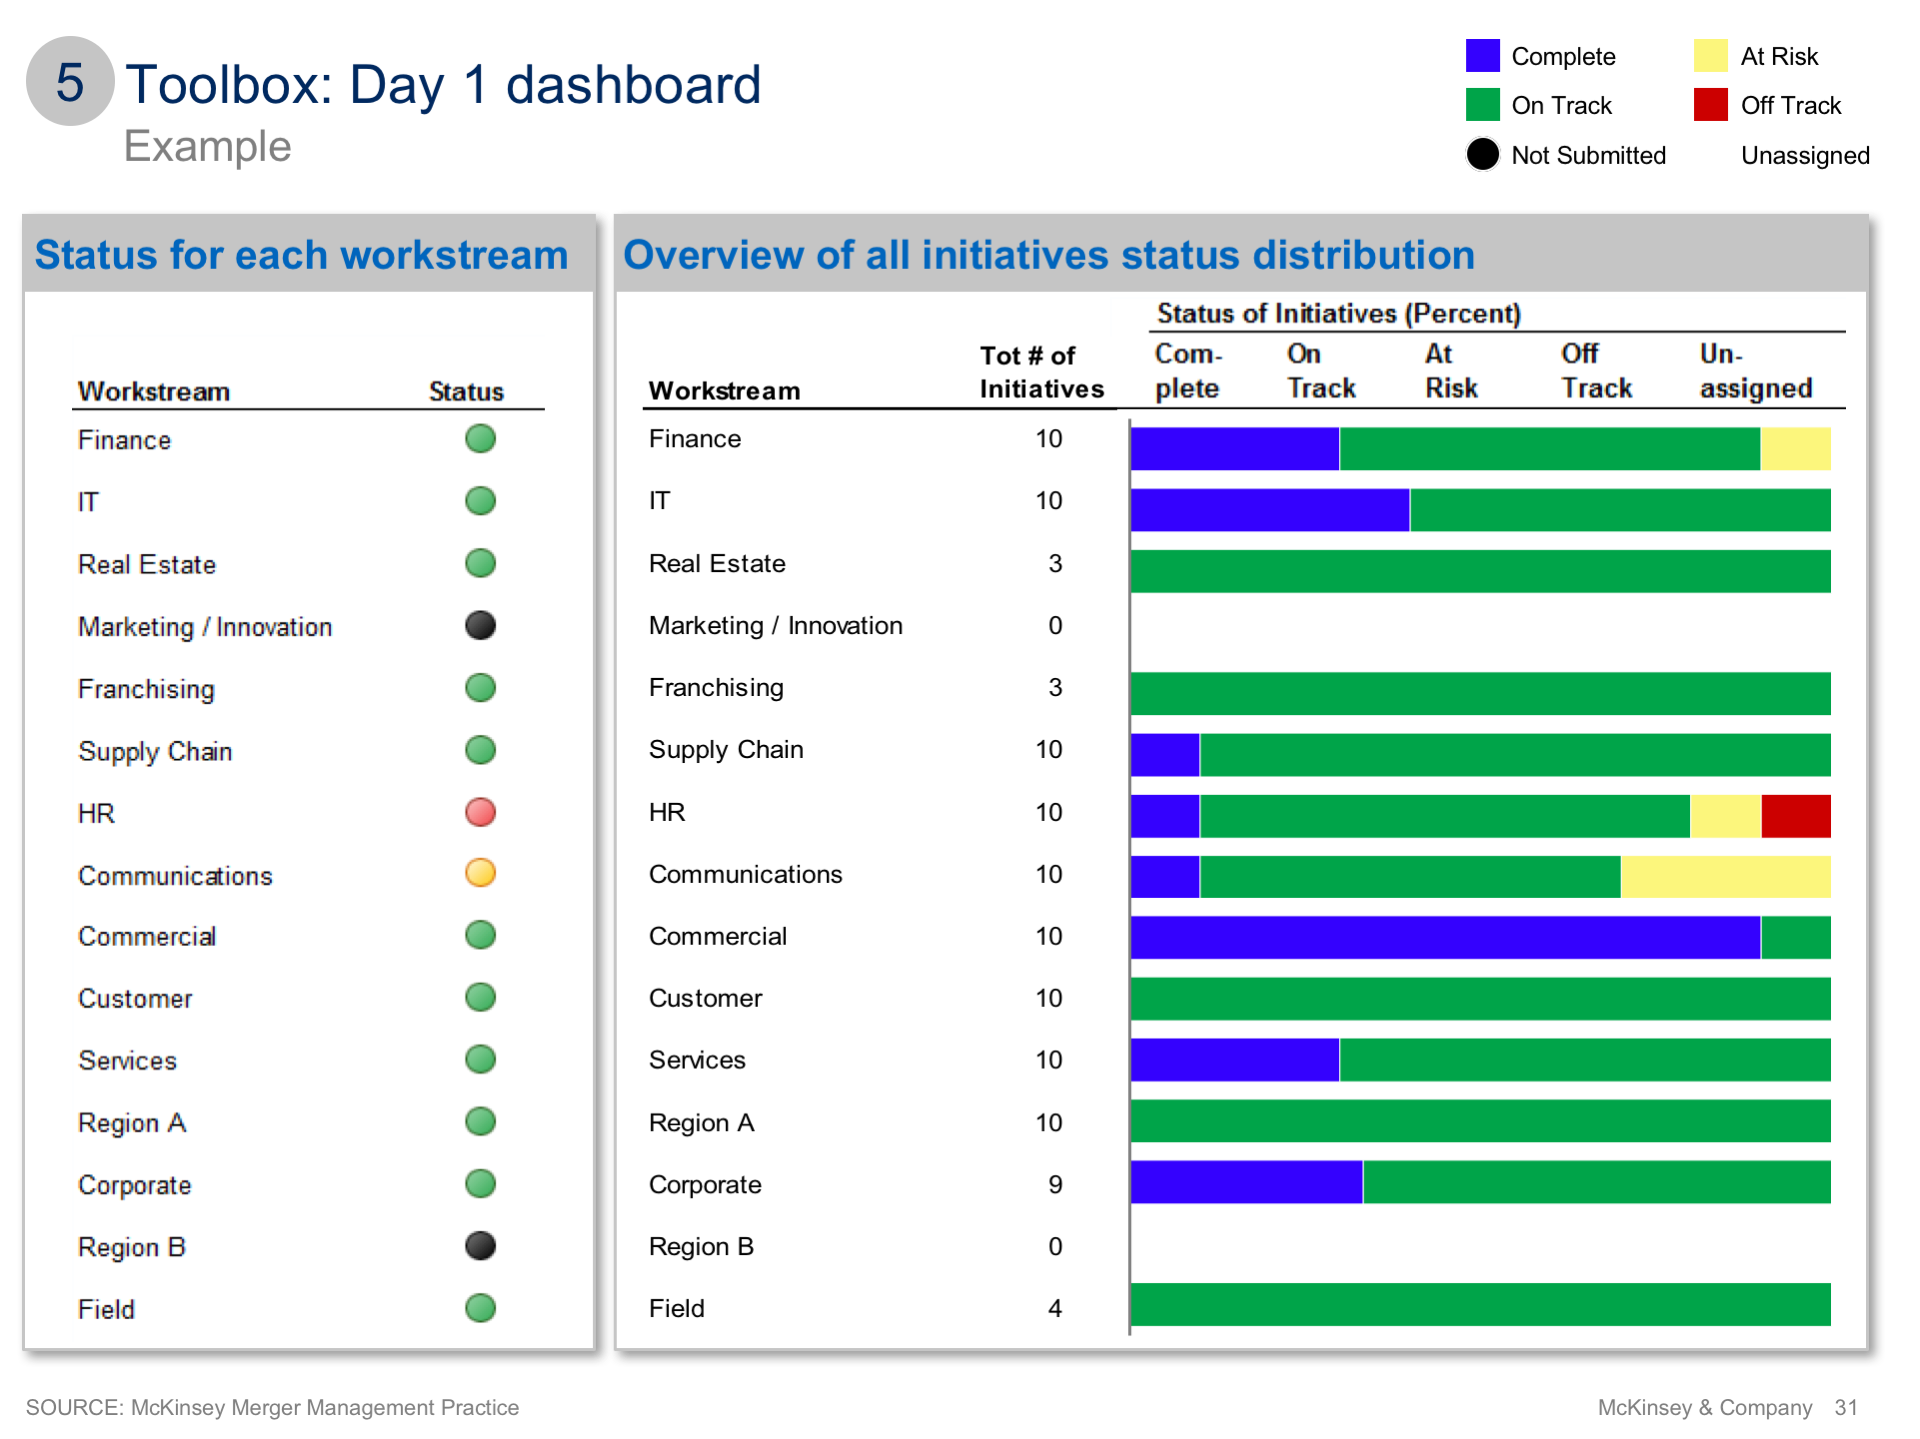 5
Toolbox: Day 1 dashboard
Example
Complete
At Risk
On Track
Off Track
Not Submitted
Unassigned
Status for each workstream
Workstream Status
Finance
IT
Real Estate
Marketing / Innovation
Franchising
Supply Chain
HR
Communications
Commercial
Customer
Services
Region A
Corporate
Region B
Field
Overview of all initiatives status distribution
Status of Initiatives (Percent)
Workstream
Tot # of
Initiatives
Com-
plete
On
Track
At
Risk
Off
Track
Un-
assigned
Finance 10
IT 10
Real Estate 3
Marketing / Innovation 0
Franchising 3
Supply Chain 10
HR 10
Communications 10
Commercial 10
Customer 10
Services 10
Region A 10
Corporate 9
Region B 0
Field 4
SOURCE: McKinsey Merger Management Practice
McKinsey & Company 31